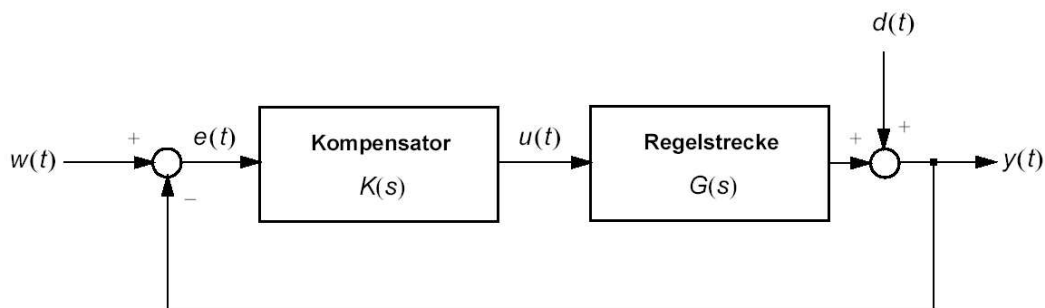 d(t)
+
e(t)
Kompensator
u(t)
Regelstrecke
+
+
w(t)
K(s)
G(s)
y(t)
−